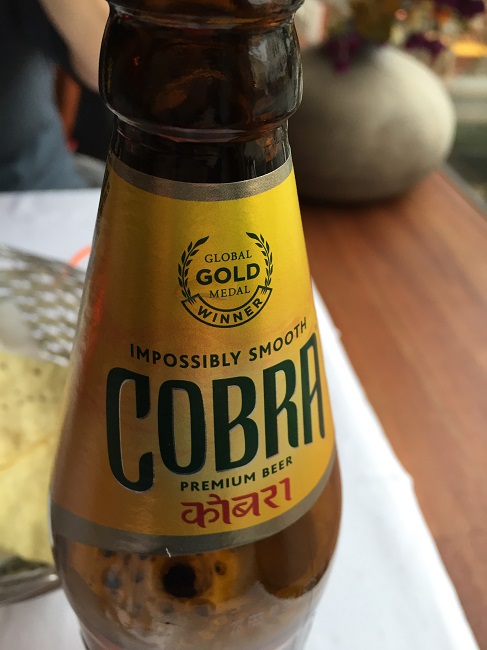 GLOBAL
GOLD
MEDAL
WINNER
IMPOSSIBLY SMOOTH
COBRA
PREMIUM BEER
कोबरा